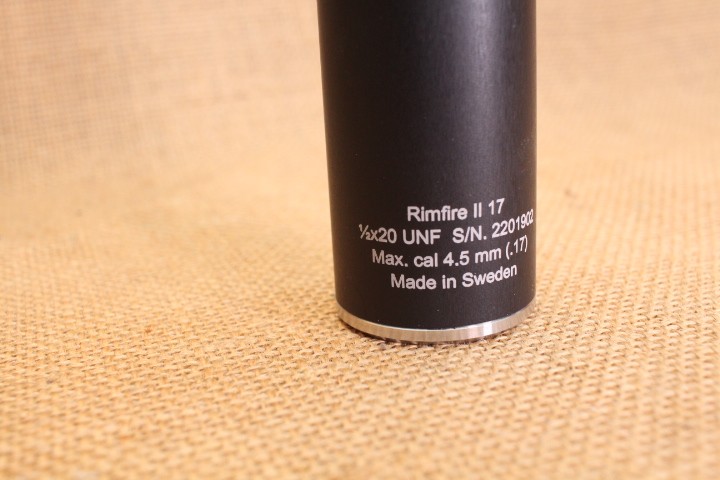 Rimfire II 17
½x20 UNF S/N. 2201902
Max. cal 4.5 mm (.17)
Made in Sweden